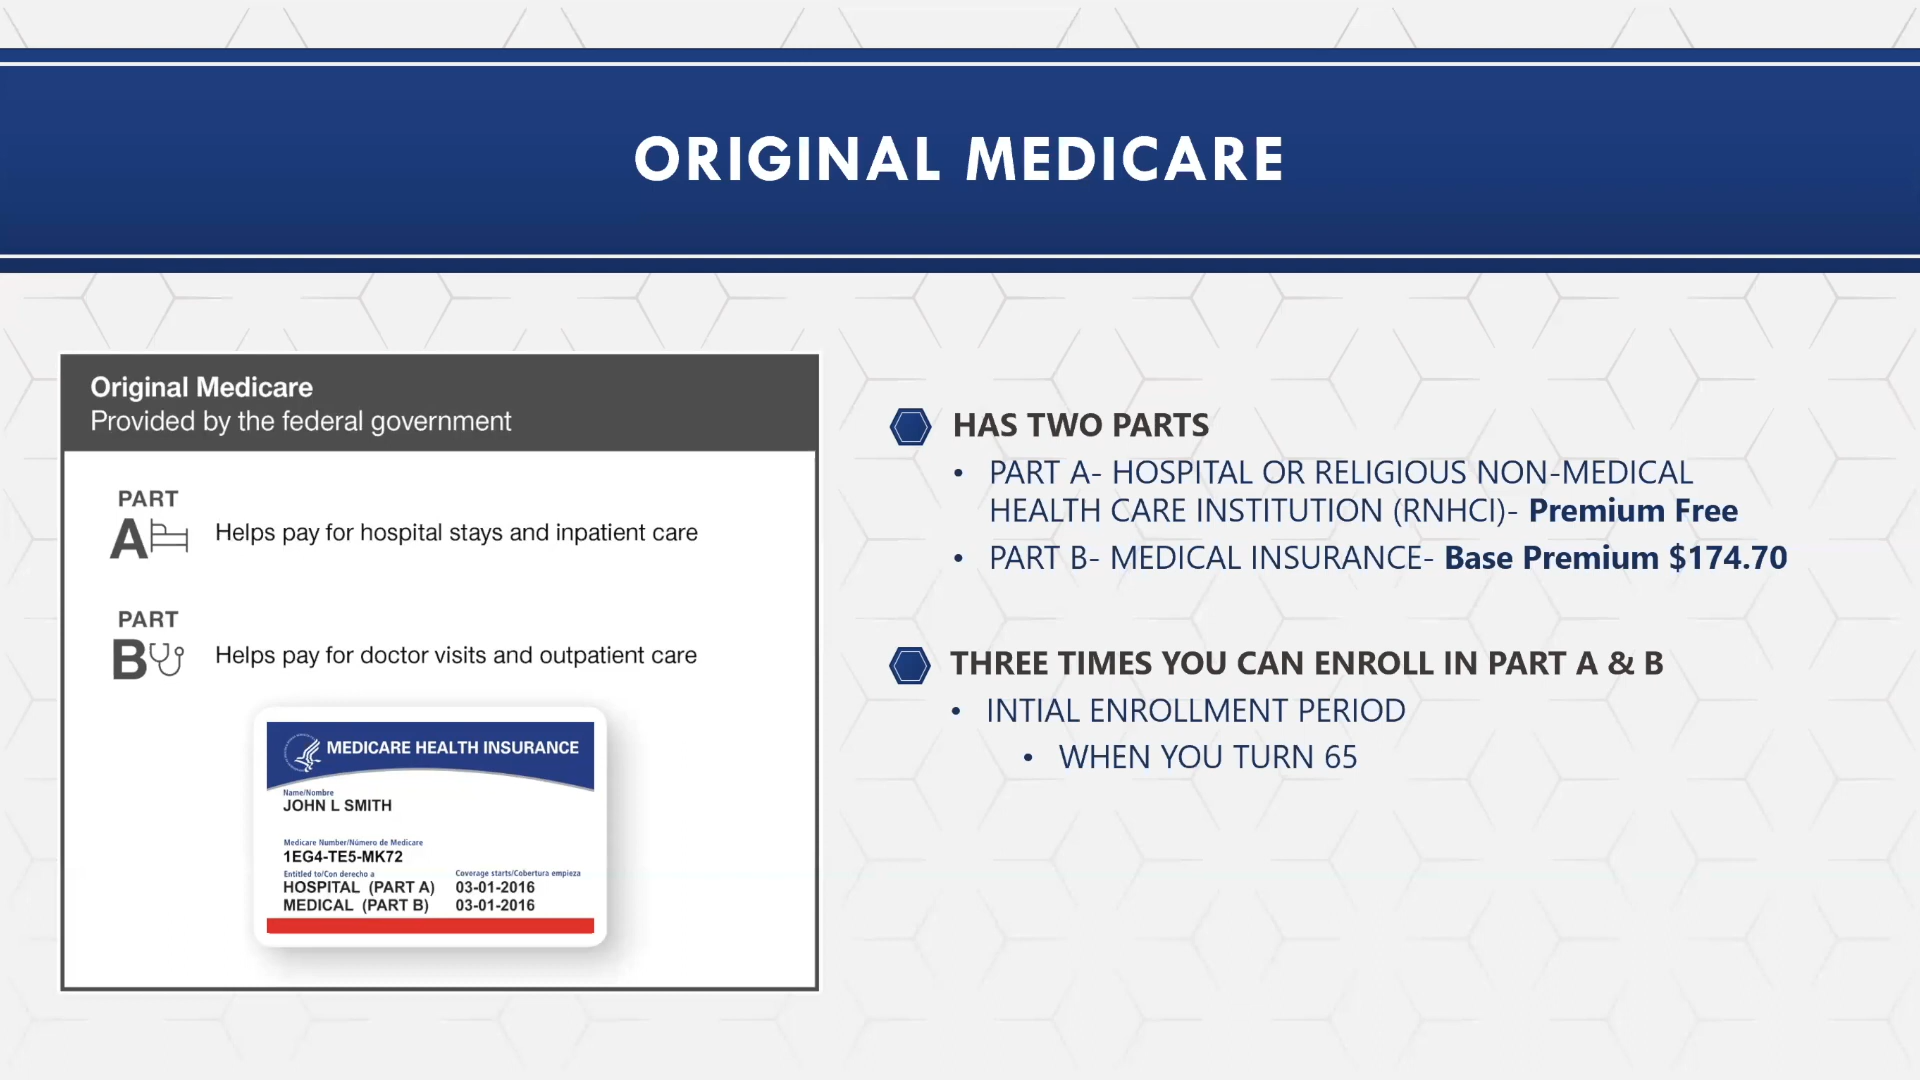 ORIGINAL MEDICARE
Original Medicare
Provided by the federal government
PART
A
Helps pay for hospital stays and inpatient care
PART
B
Helps pay for doctor visits and outpatient care
MEDICARE HEALTH INSURANCE
Name/Nombre
JOHN L SMITH
Medicare Number/Número de Medicare
1EG4-TE5-MK72
Entitled to/Con derecho a Coverage starts/Cobertura empieza
HOSPITAL (PART A) 03-01-2016
MEDICAL (PART B) 03-01-2016
HAS TWO PARTS
• PART A- HOSPITAL OR RELIGIOUS NON-MEDICAL
HEALTH CARE INSTITUTION (RNHCI)- Premium Free
• PART B- MEDICAL INSURANCE- Base Premium $174.70
THREE TIMES YOU CAN ENROLL IN PART A & B
• INTIAL ENROLLMENT PERIOD
• WHEN YOU TURN 65